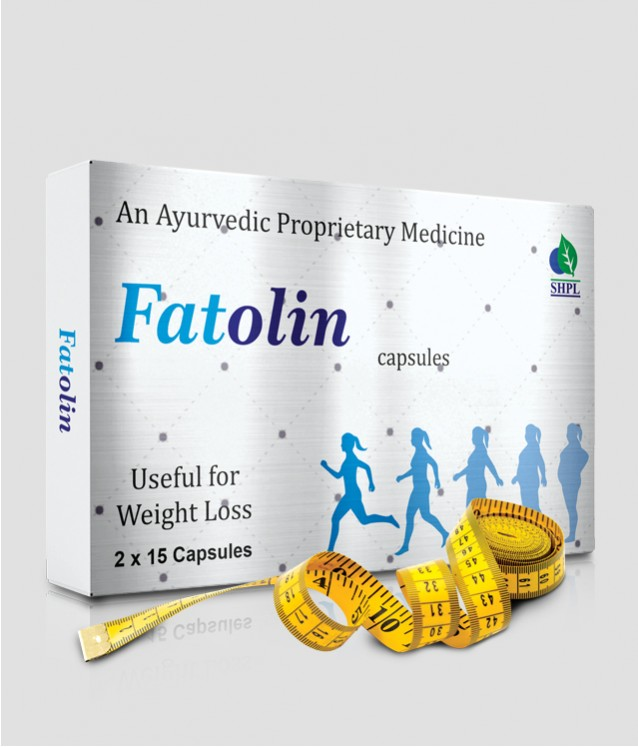 An Ayurvedic Proprietary Medicine
SHPL
Fatolin
capsules
Fatolin
Useful for
Weight Loss
2 x 15 Capsules